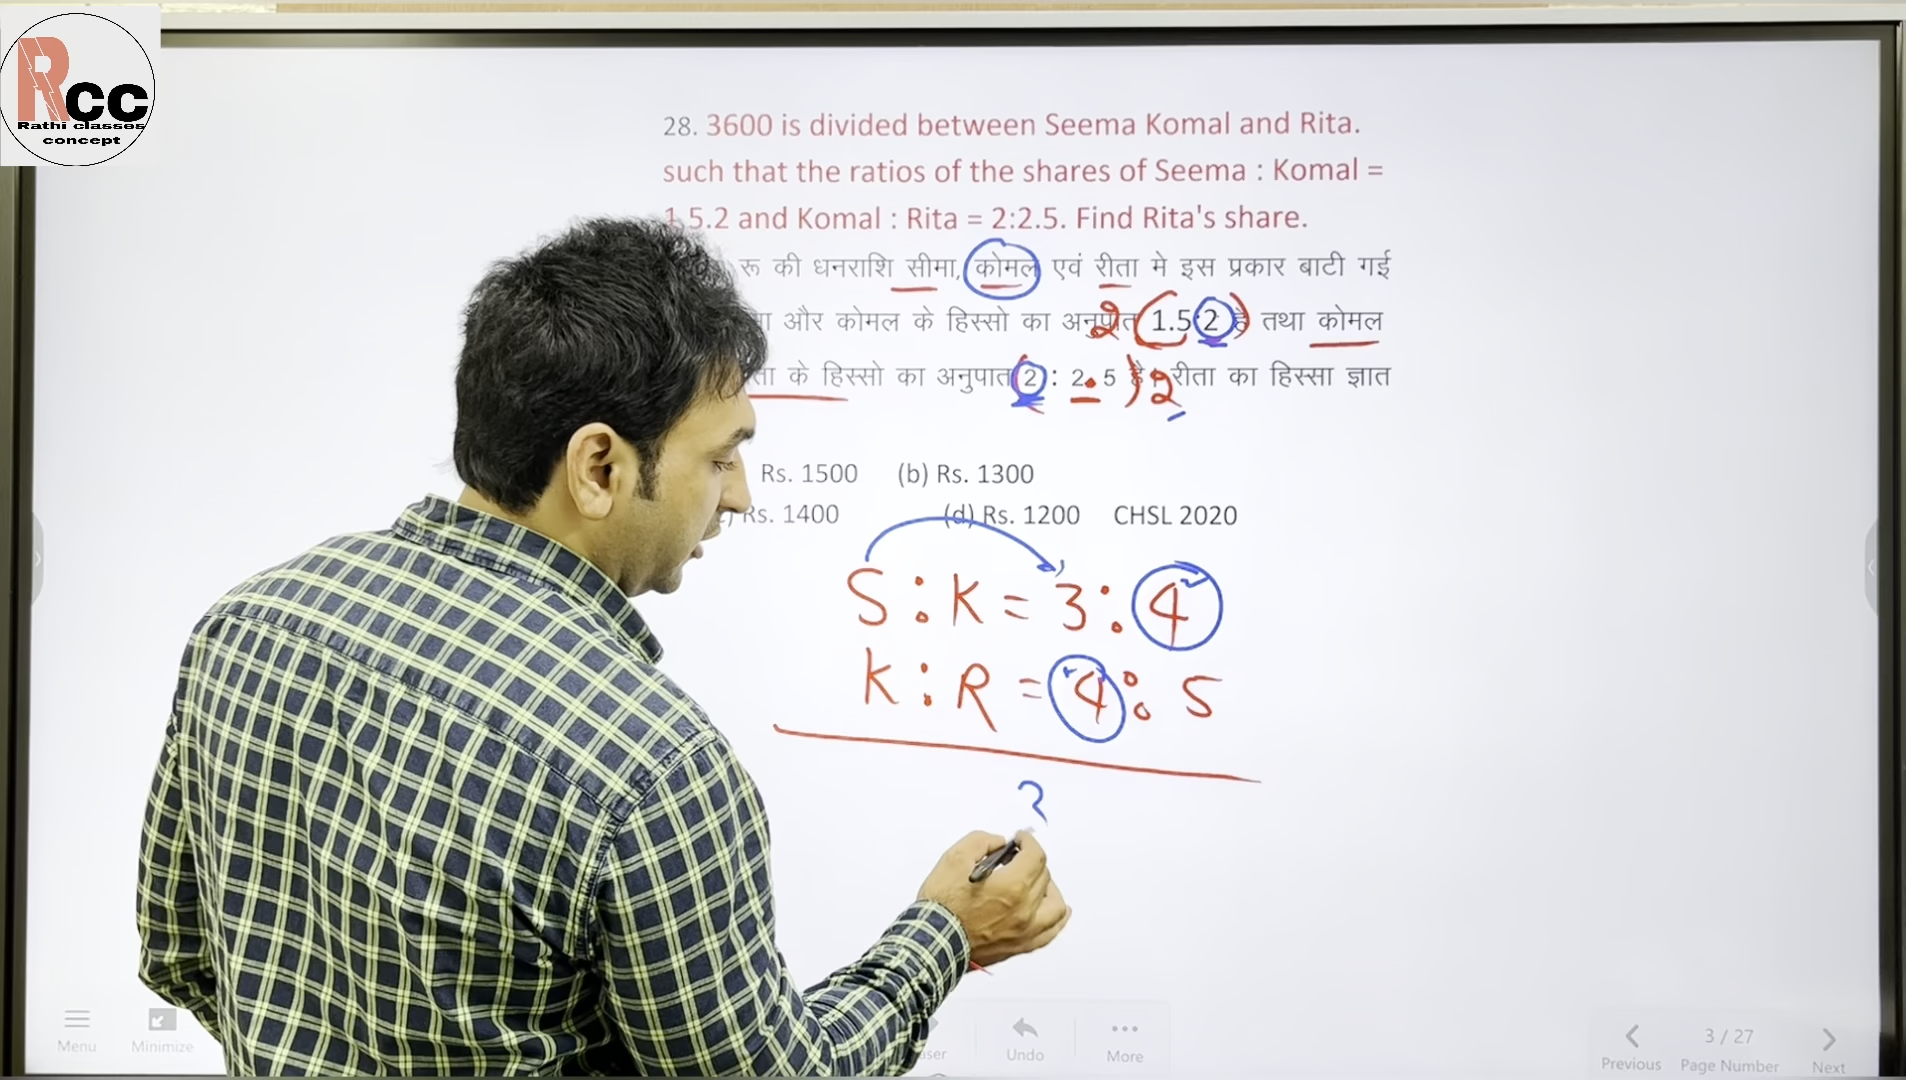 Rcc
Rathi classes
concept
28. 3600 is divided between Seema Komal and Rita.
such that the ratios of the shares of Seema : Komal =
1.5.2 and Komal : Rita = 2:2.5. Find Rita's share.
रू की धनराशि सीमा, कोमल एवं रीता मे इस प्रकार बाटी गई
और कोमल के हिस्सो का अनुपात 2 (1.5:2) है तथा कोमल
के हिस्सो का अनुपात (2 : 2.5) 2 है रीता का हिस्सा ज्ञात
Rs. 1500 (b) Rs. 1300
Rs. 1400 (d) Rs. 1200 CHSL 2020
S : K = 3 : 4
K : R = 4 : 5
Menu Minimize Undo More
Previous 3 / 27 Page Number Next